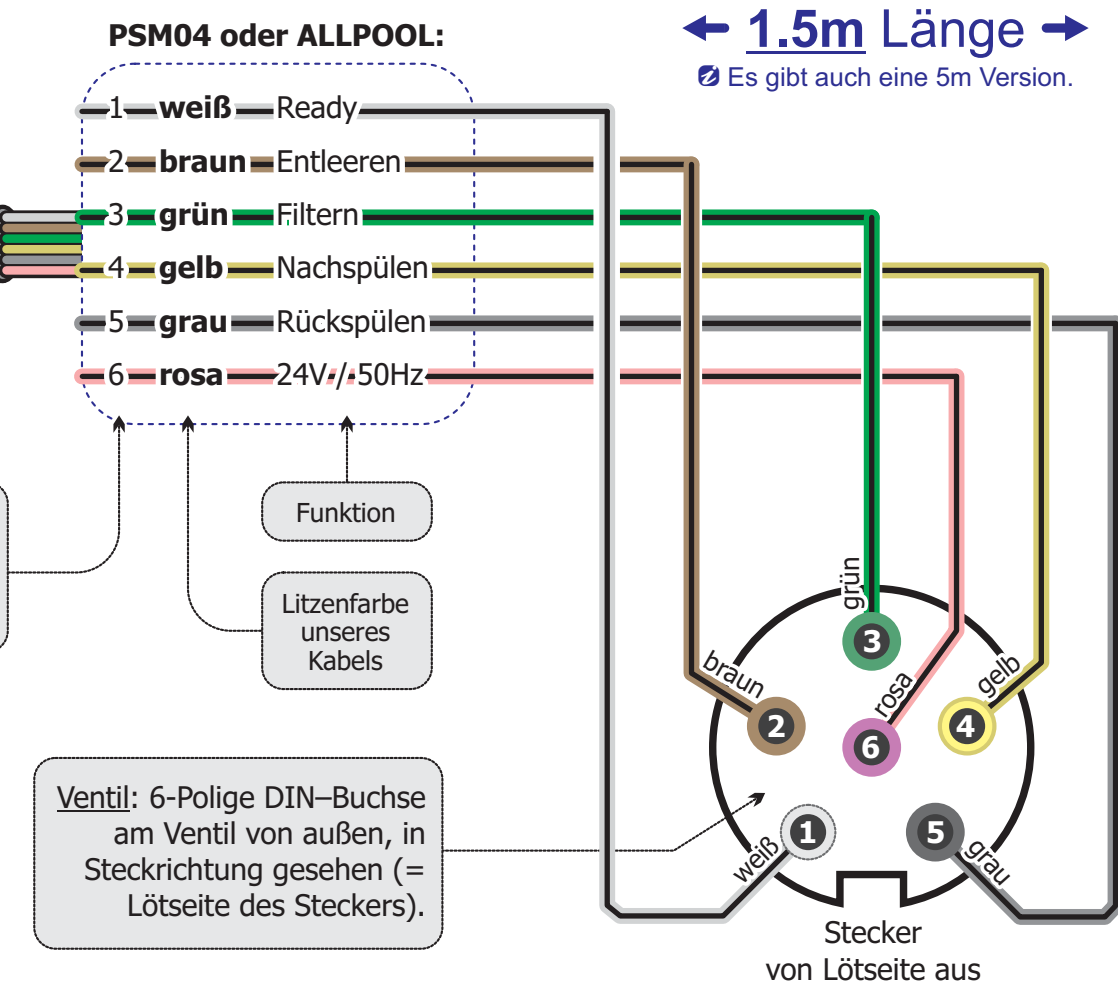 PSM04 oder ALLPOOL:
1.5m Länge
Es gibt auch eine 5m Version.
1 weiß Ready
2 braun Entleeren
3 grün Filtern
4 gelb Nachspülen
5 grau Rückspülen
6 rosa 24V / 50Hz
Funktion
Litzenfarbe
unseres
Kabels
grün
3
braun
rosa
gelb
2
6
4
1
5
weiß
grau
Ventil: 6-Polige DIN–Buchse
am Ventil von außen, in
Steckrichtung gesehen (=
Lötseite des Steckers).
Stecker
von Lötseite aus